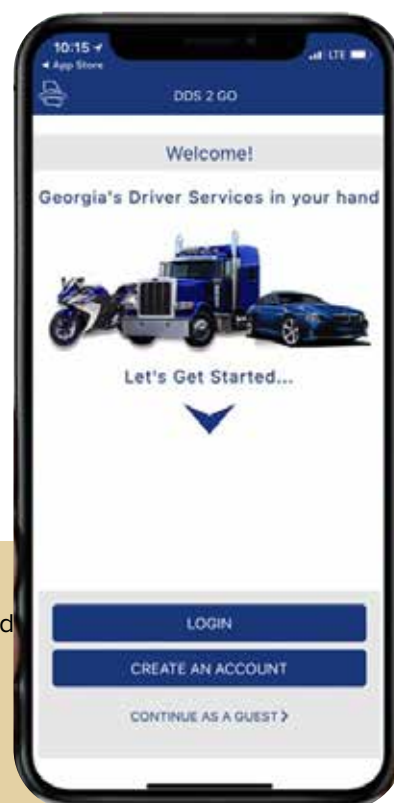 10:15
LTE
App Store
DDS 2 GO
Welcome!
Georgia's Driver Services in your hand
Let's Get Started...
d
LOGIN
CREATE AN ACCOUNT
CONTINUE AS A GUEST